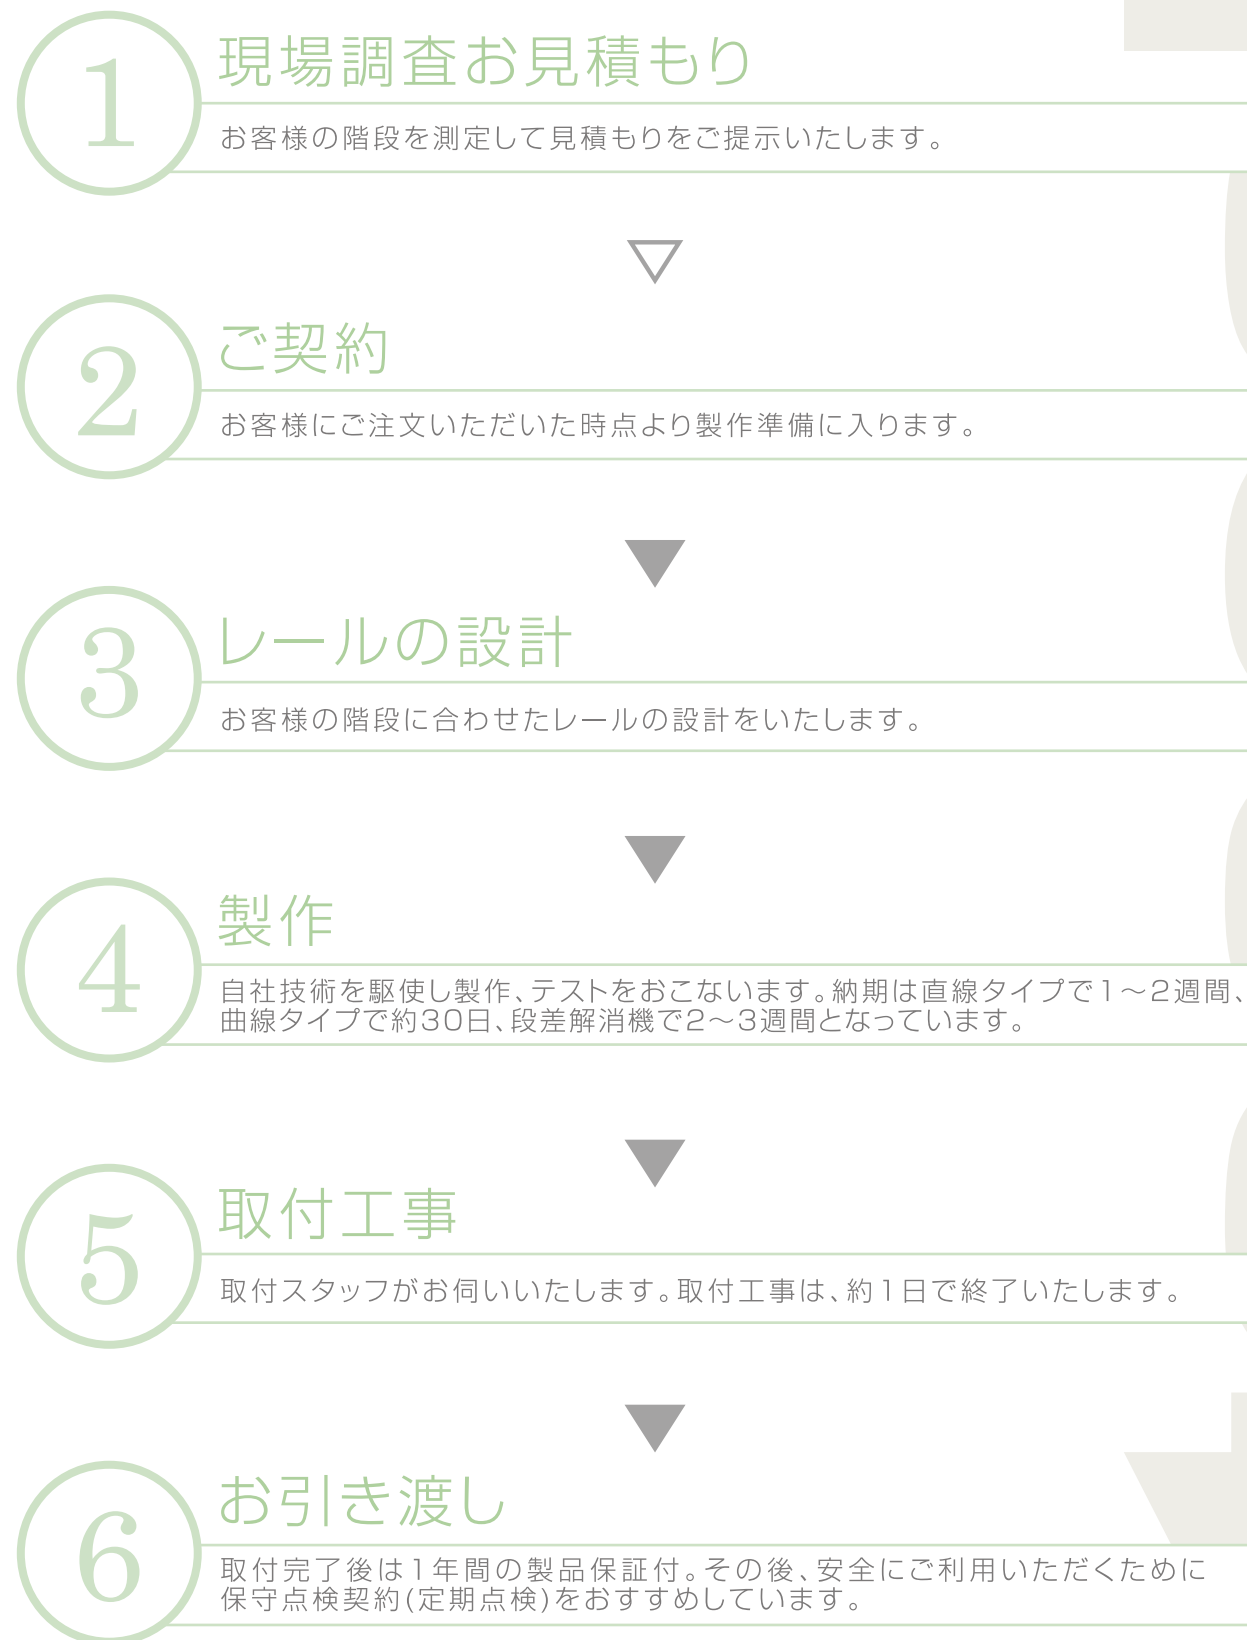 1
現場調査お見積もり
お客様の階段を測定して見積もりをご提示いたします。
2
ご契約
お客様にご注文いただいた時点より製作準備に入ります。
3
レールの設計
お客様の階段に合わせたレールの設計をいたします。
4
製作
自社技術を駆使し製作、テストをおこないます。納期は直線タイプで1〜2週間、
曲線タイプで約30日、段差解消機で2〜3週間となっています。
5
取付工事
取付スタッフがお伺いいたします。取付工事は、約1日で終了いたします。
6
お引き渡し
取付完了後は1年間の製品保証付。その後、安全にご利用いただくために
保守点検契約(定期点検)をおすすめしています。